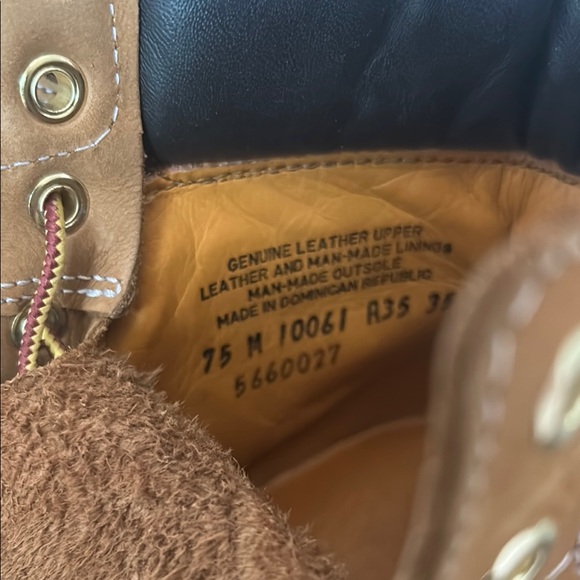 GENUINE LEATHER UPPER
LEATHER AND MAN-MADE LININGS
MAN-MADE OUTSOLE
MADE IN DOMINICAN REPUBLIC
75 M 10061 A35 35
5660027